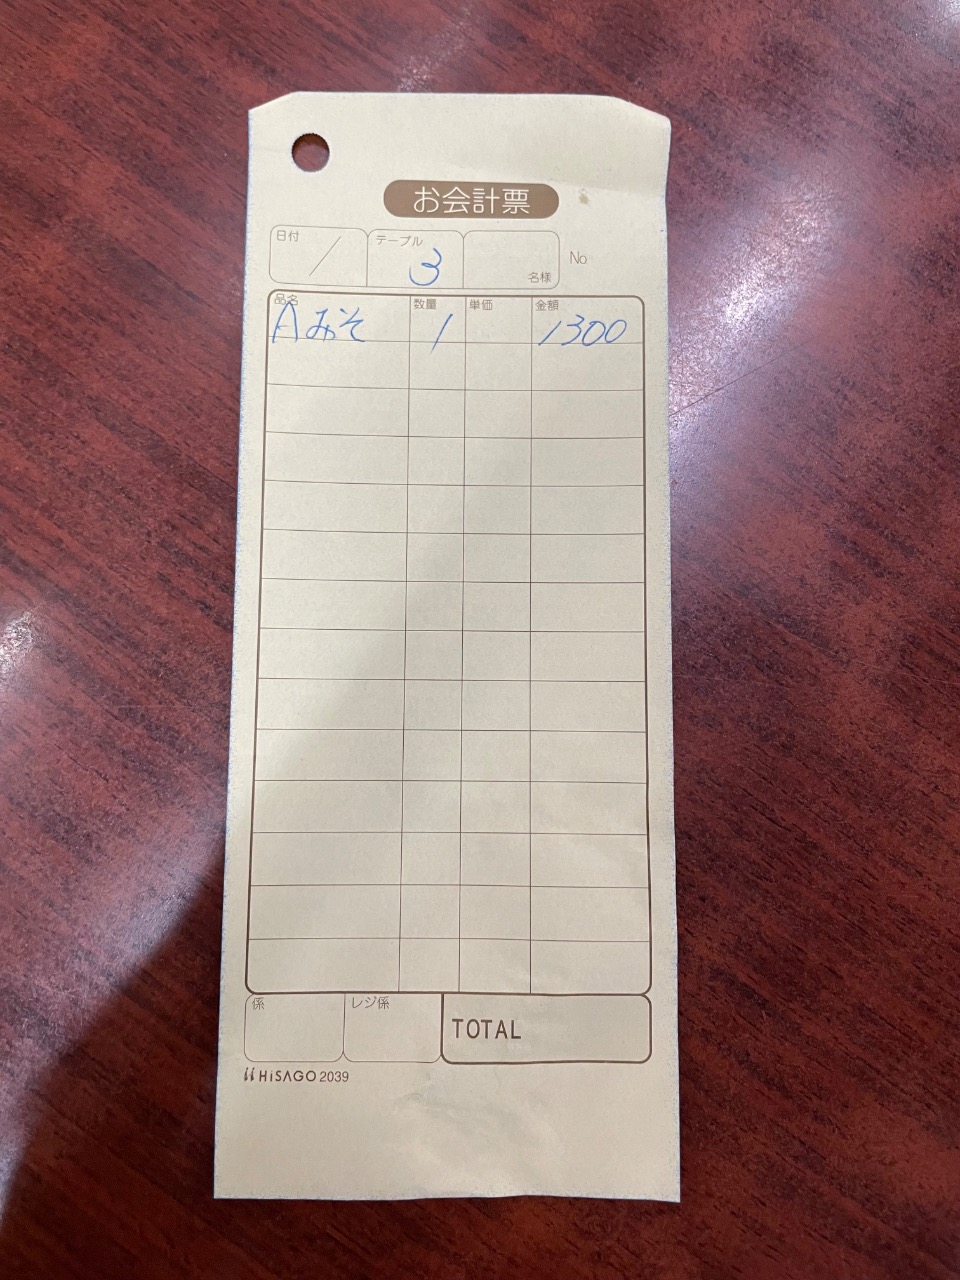 お会計票
日付 / テーブル 3 名様 No
品名 数量 単価 金額
Aみそ 1 1300
係 レジ係 TOTAL
HiSAGO 2039